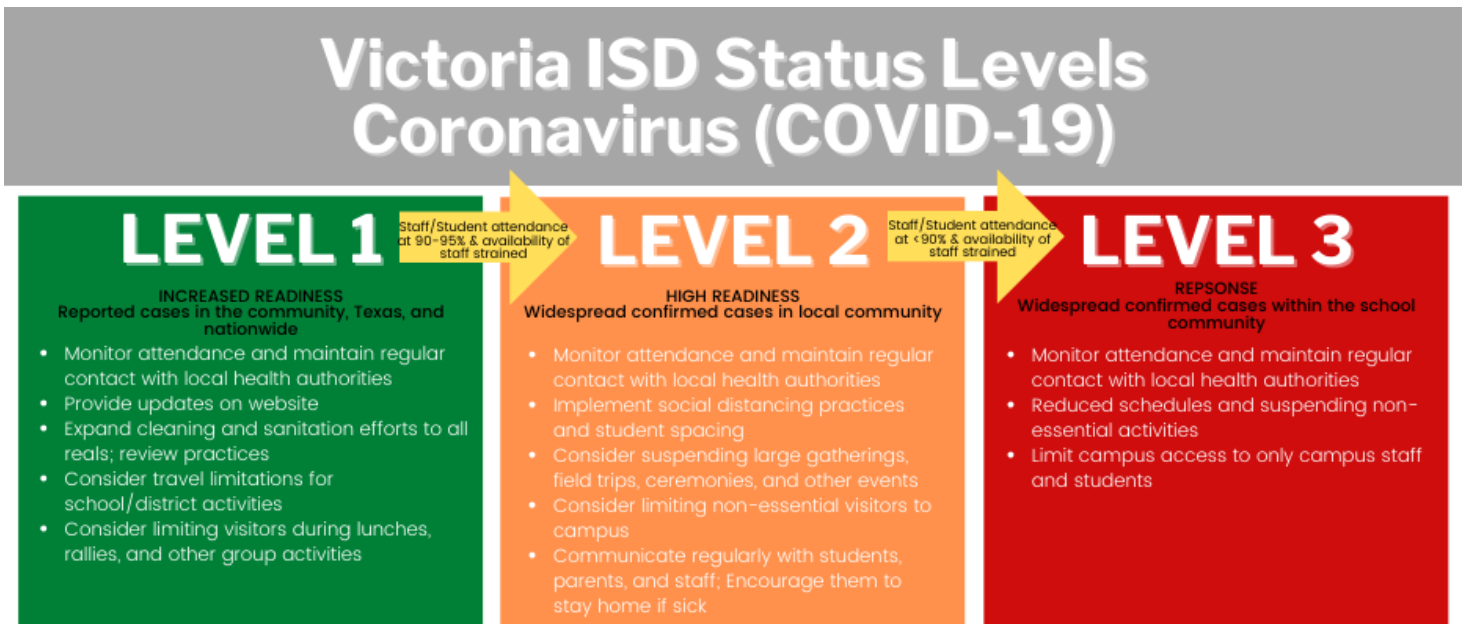 Victoria ISD Status Levels
Coronavirus (COVID-19)
LEVEL 1
INCREASED READINESS
Reported cases in the community, Texas, and
nationwide
• Monitor attendance and maintain regular
contact with local health authorities
• Provide updates on website
• Expand cleaning and sanitation efforts to all
reals; review practices
• Consider travel limitations for
school/district activities
• Consider limiting visitors during lunches,
rallies, and other group activities
Staff/Student attendance
at 90-95% & availability of
staff strained
LEVEL 2
HIGH READINESS
Widespread confirmed cases in local community
• Monitor attendance and maintain regular
contact with local health authorities
• Implement social distancing practices
and student spacing
• Consider suspending large gatherings,
field trips, ceremonies, and other events
• Consider limiting non-essential visitors to
campus
• Communicate regularly with students,
parents, and staff; Encourage them to
stay home if sick
Staff/Student attendance
at <90% & availability of
staff strained
LEVEL 3
REPSONSE
Widespread confirmed cases within the school
community
• Monitor attendance and maintain regular
contact with local health authorities
• Reduced schedules and suspending non-
essential activities
• Limit campus access to only campus staff
and students